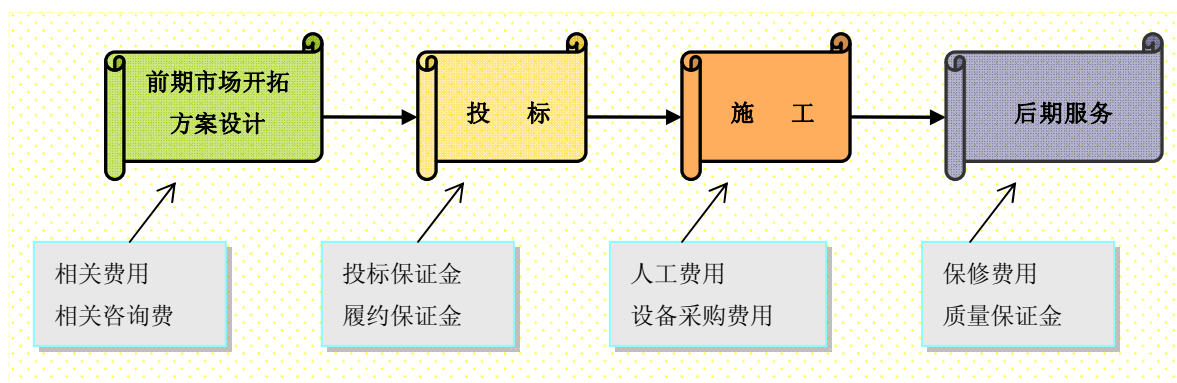 前期市场开拓
方案设计
投 标
施 工
后期服务
相关费用
相关咨询费
投标保证金
履约保证金
人工费用
设备采购费用
保修费用
质量保证金